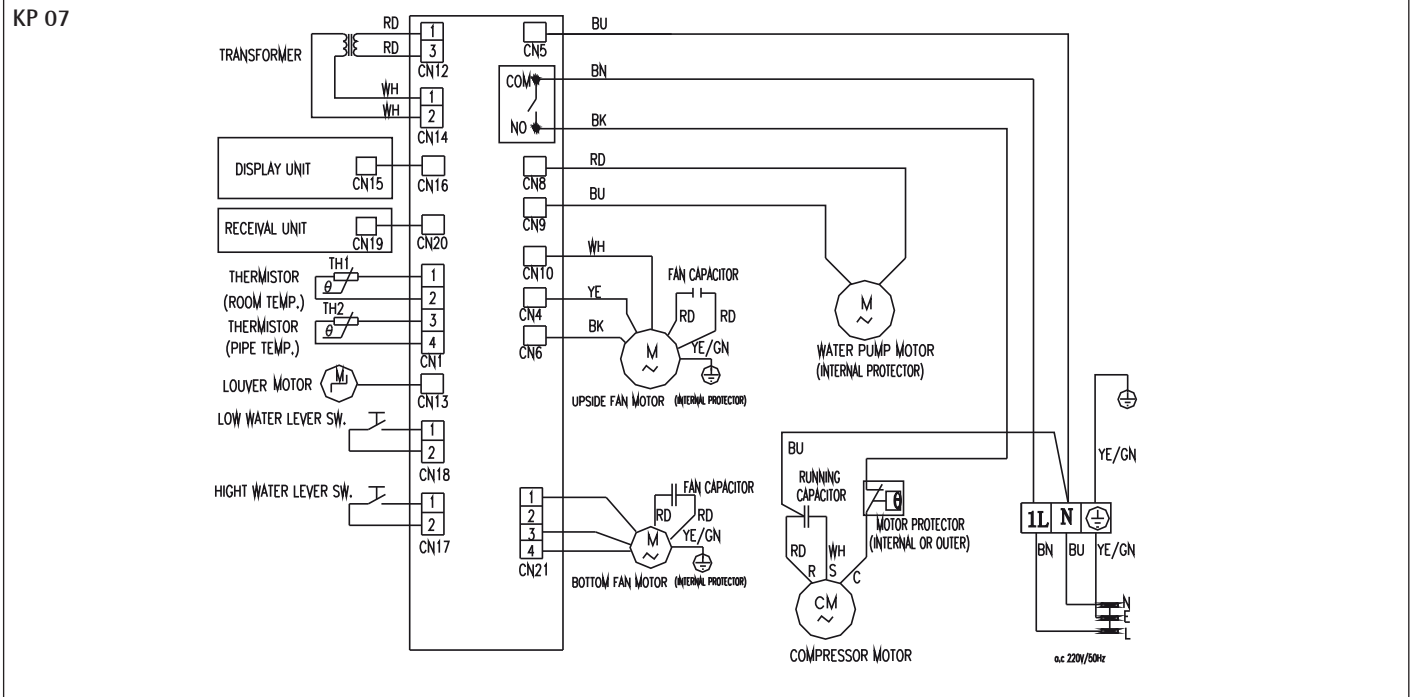 KP 07
RD
RD
TRANSFORMER
1
3
CN12
WH
WH
1
2
CN14
DISPLAY UNIT
CN15
CN16
RECEIVAL UNIT
CN19
CN20
THERMISTOR
(ROOM TEMP.)
TH1
θ
THERMISTOR
(PIPE TEMP.)
TH2
θ
1
2
3
4
CN1
LOUVER MOTOR
M
CN13
LOW WATER LEVER SW.
1
2
CN18
HIGHT WATER LEVER SW.
1
2
CN17
CN5
BU
COM
NO
BN
BK
CN8
RD
CN9
BU
CN10
WH
CN4
YE
CN6
BK
FAN CAPACITOR
RD
RD
YE/GN
M
~
UPSIDE FAN MOTOR (INTERNAL PROTECTOR)
M
~
WATER PUMP MOTOR
(INTERNAL PROTECTOR)
1
2
3
4
CN21
FAN CAPACITOR
RD
RD
YE/GN
M
~
BOTTOM FAN MOTOR (INTERNAL PROTECTOR)
BU
RUNNING
CAPACITOR
θ
MOTOR PROTECTOR
(INTERNAL OR OUTER)
RD
WH
R
S
C
CM
~
COMPRESSOR MOTOR
YE/GN
1L
N
BN
BU
YE/GN
N
E
L
a.c 220V/50Hz